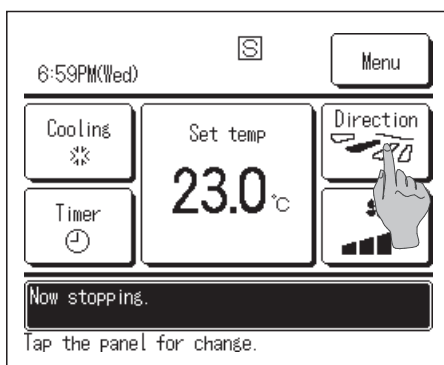 S
6:59PM(Wed)
Menu
Cooling
Set temp
Direction
23.0°C
Timer
Now stopping.
Tap the panel for change.